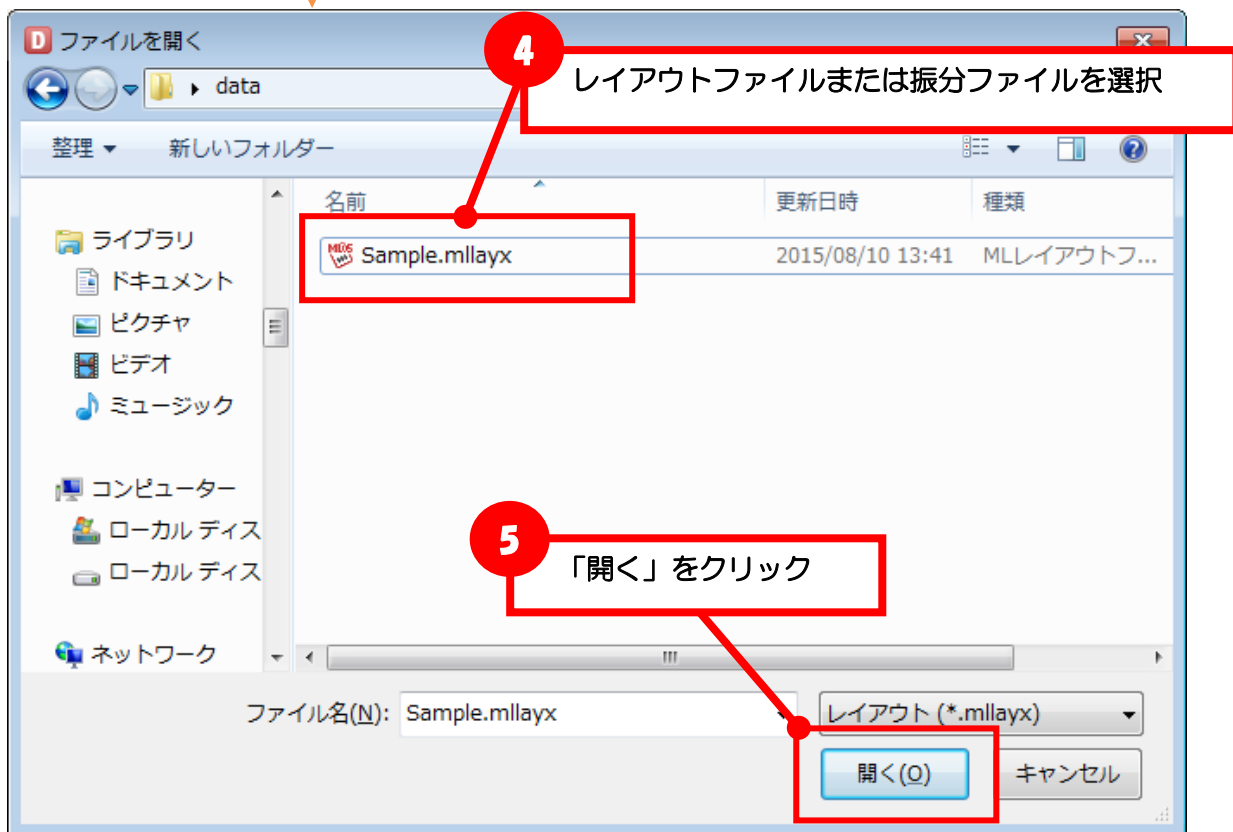 ファイルを開く
4
レイアウトファイルまたは振分ファイルを選択
data
整理 新しいフォルダー
名前 更新日時 種類
Sample.mllayx 2015/08/10 13:41 MLレイアウトフ...
ライブラリ
ドキュメント
ピクチャ
ビデオ
ミュージック
コンピューター
ローカル ディス
ローカル ディス
ネットワーク
5
「開く」をクリック
ファイル名(N): Sample.mllayx レイアウト (*.mllayx)
開く(O) キャンセル